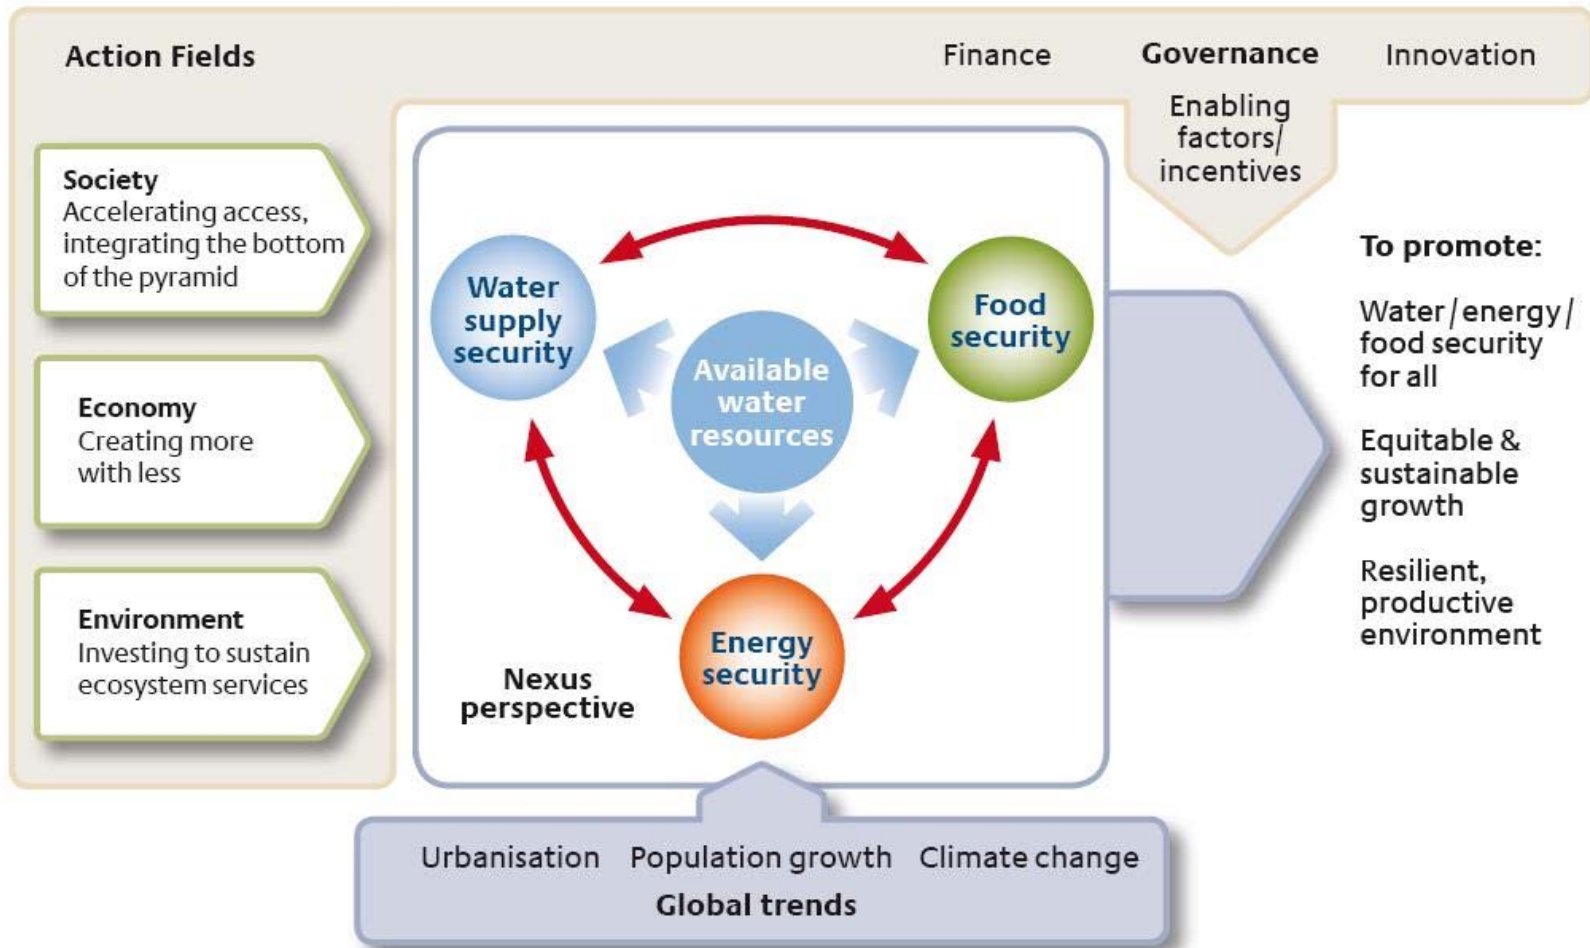 Action Fields
Finance
Governance
Innovation
Enabling
factors/
incentives
Society
Accelerating access,
integrating the bottom
of the pyramid
Economy
Creating more
with less
Environment
Investing to sustain
ecosystem services
Water
supply
security
Food
security
Available
water
resources
Energy
security
Nexus
perspective
To promote:
Water / energy /
food security
for all
Equitable &
sustainable
growth
Resilient,
productive
environment
Urbanisation
Population growth
Climate change
Global trends